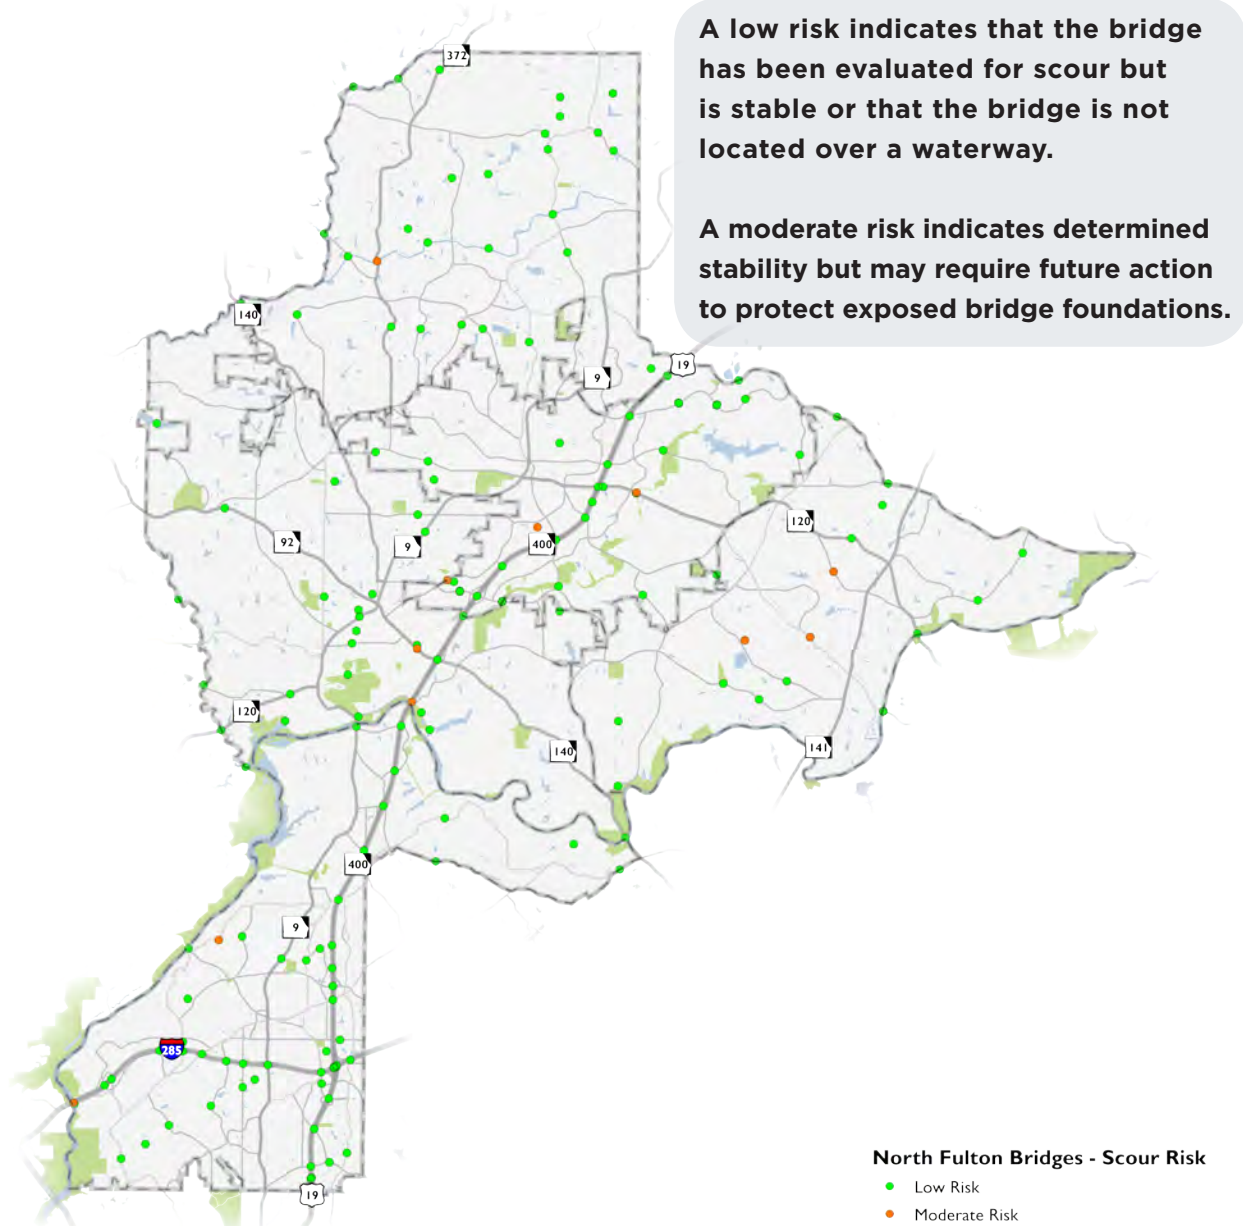 A low risk indicates that the bridge
has been evaluated for scour but
is stable or that the bridge is not
located over a waterway.
A moderate risk indicates determined
stability but may require future action
to protect exposed bridge foundations.
372
140
19
9
120
400
92
9
120
140
141
400
9
285
19
North Fulton Bridges - Scour Risk
Low Risk
Moderate Risk